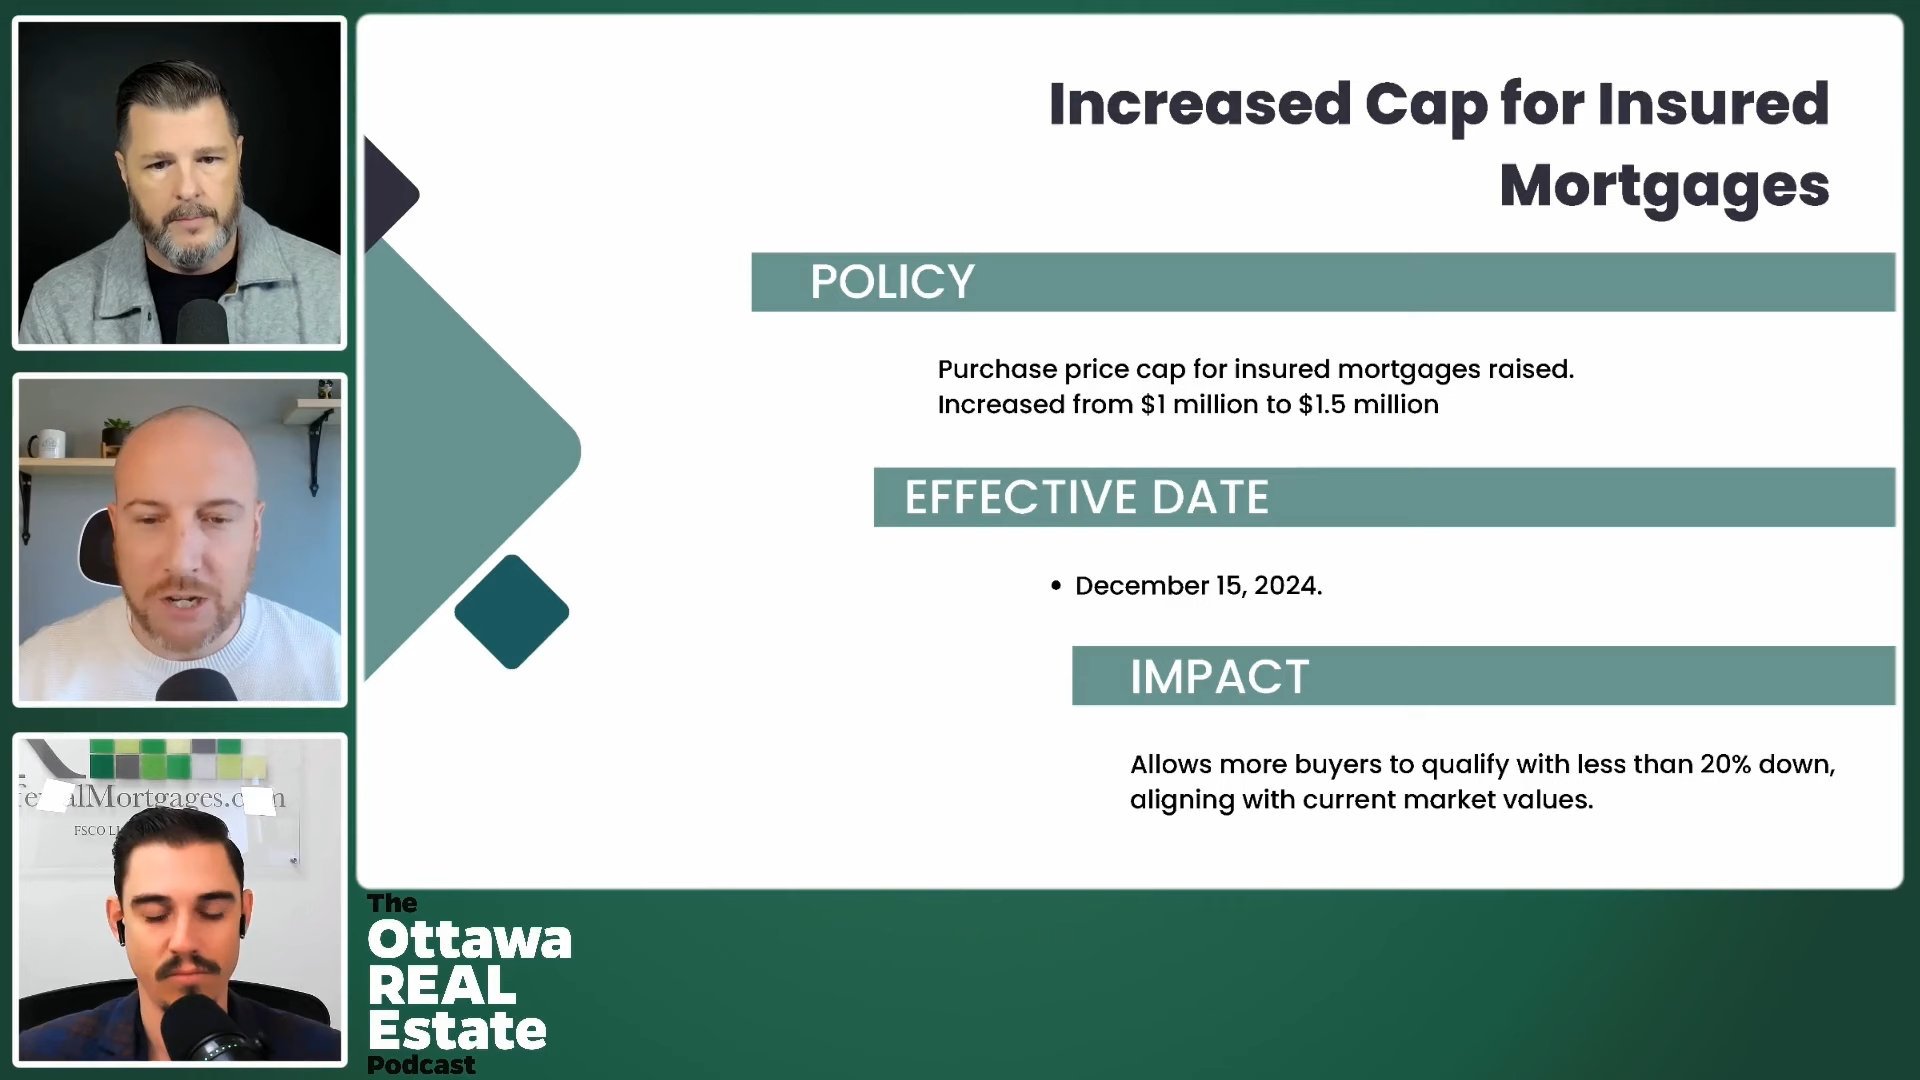 Increased Cap for Insured
Mortgages
POLICY
Purchase price cap for insured mortgages raised.
Increased from $1 million to $1.5 million
EFFECTIVE DATE
• December 15, 2024.
IMPACT
Allows more buyers to qualify with less than 20% down,
aligning with current market values.
alMortgages.c
FSCO
The
Ottawa
REAL
Estate
Podcast